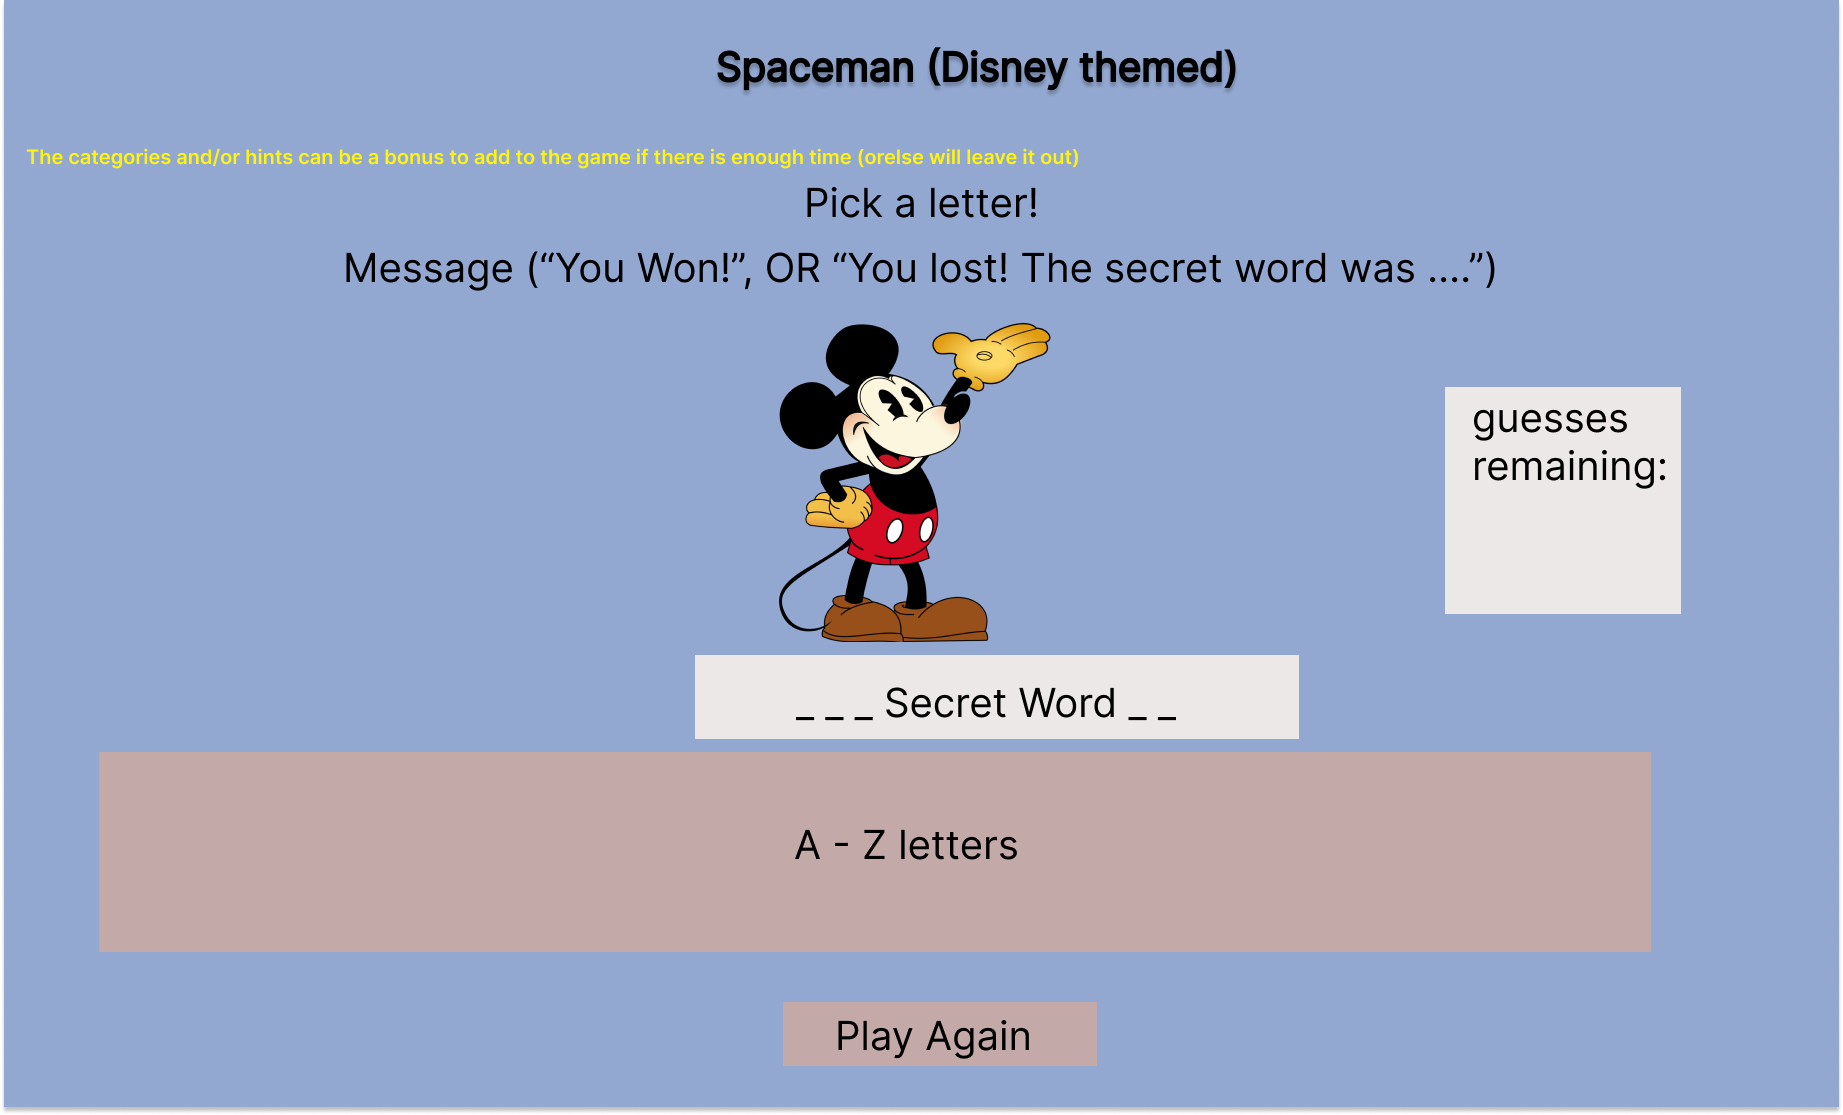 Spaceman (Disney themed)
The categories and/or hints can be a bonus to add to the game if there is enough time (orelse will leave it out)
Pick a letter!
Message (“You Won!”, OR “You lost! The secret word was ....”)
guesses
remaining:
_ _ _ Secret Word _ _
A - Z letters
Play Again